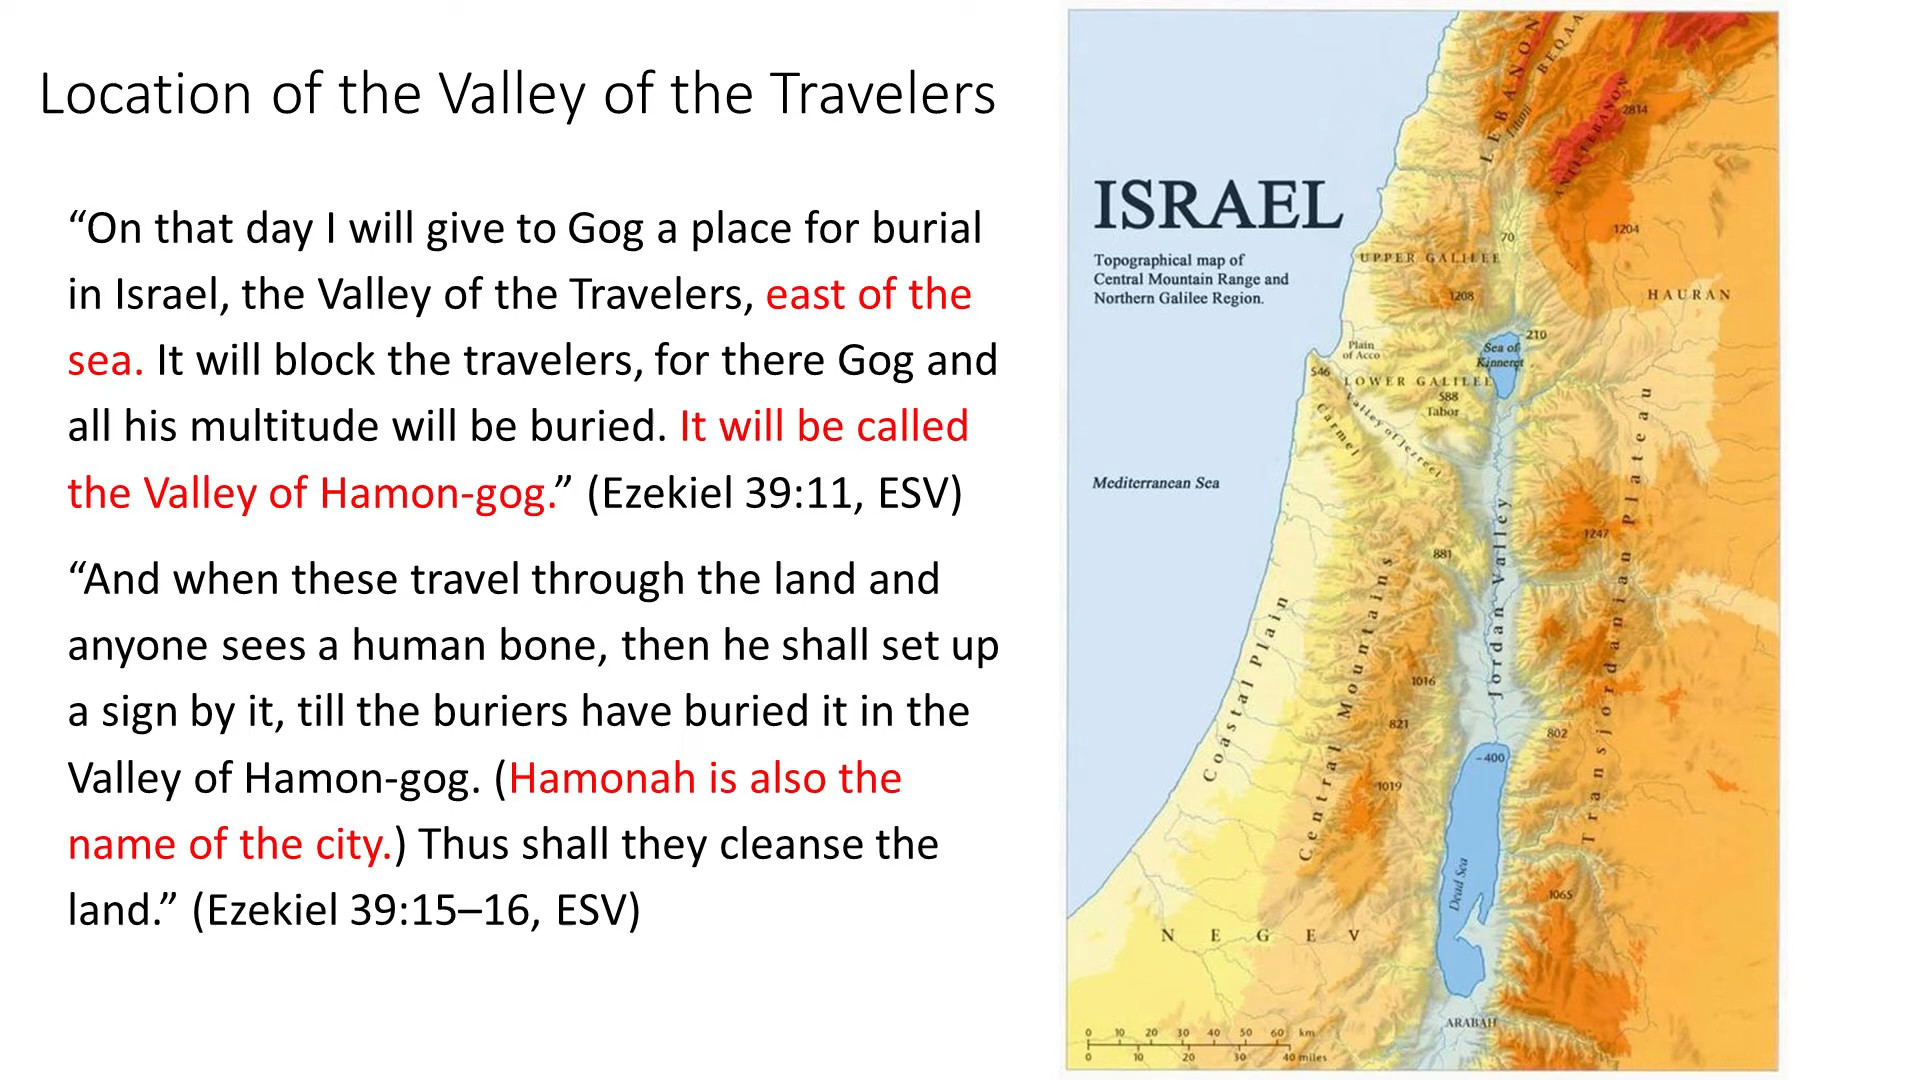 Location of the Valley of the Travelers
“On that day I will give to Gog a place for burial
in Israel, the Valley of the Travelers, east of the
sea. It will block the travelers, for there Gog and
all his multitude will be buried. It will be called
the Valley of Hamon-gog.” (Ezekiel 39:11, ESV)
“And when these travel through the land and
anyone sees a human bone, then he shall set up
a sign by it, till the buriers have buried it in the
Valley of Hamon-gog. (Hamonah is also the
name of the city.) Thus shall they cleanse the
land.” (Ezekiel 39:15–16, ESV)
ISRAEL
Topographical map of
Central Mountain Range and
Northern Galilee Region.
LEBANON
BEQAA
Litani
ANTILEBANON
2814
1204
70
UPPER GALILEE
1208
HAURAN
-210
Sea of
Kinneret
Plain
of Acco
546
LOWER GALILEE
588
Tabor
Carmel
Valley of Jezreel
Mediterranean Sea
Jordan Valley
Transjordanian Plateau
1247
881
Coastal Plain
Central Mountains
1016
821
802
-400
1019
Dead Sea
1065
NEGEV
ARABAH
0 10 20 30 40 50 60 km
0 10 20 30 40 miles